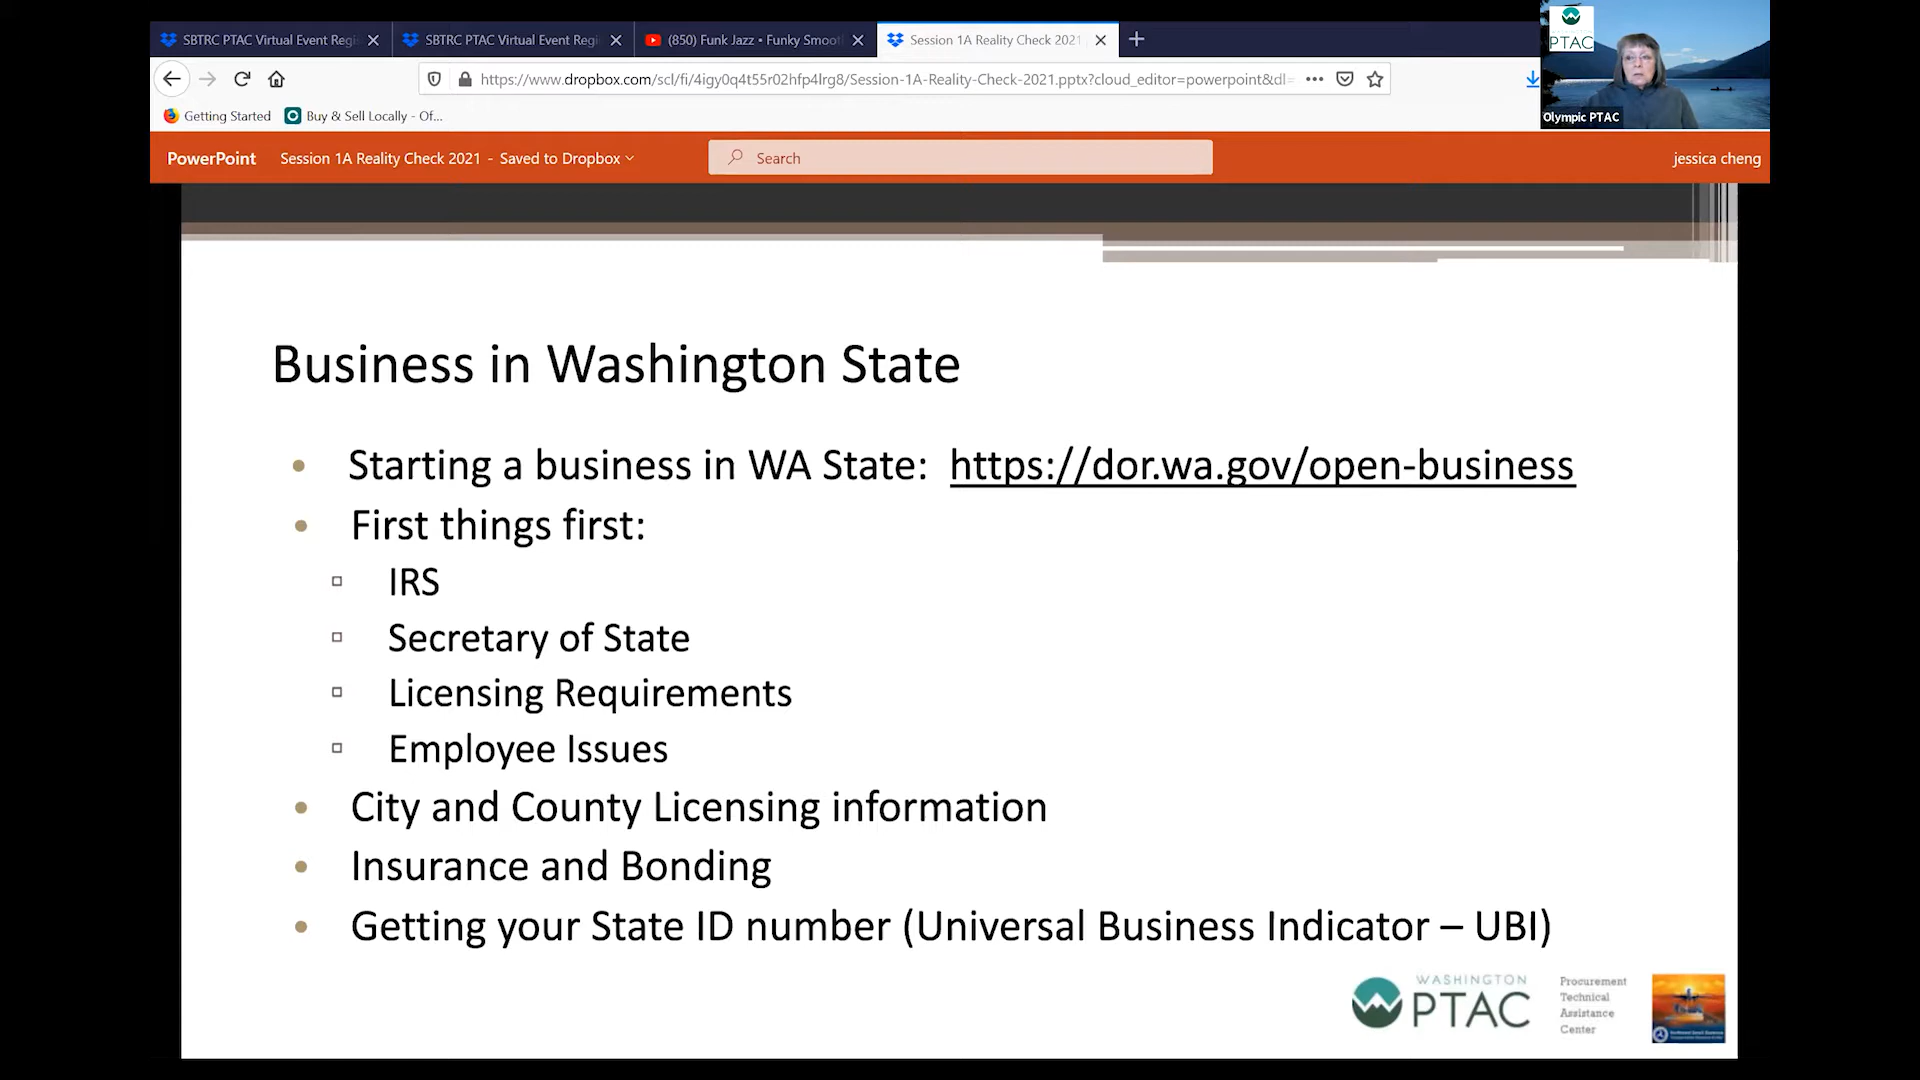 SBTRC PTAC Virtual Event Regi
SBTRC PTAC Virtual Event Regi
(850) Funk Jazz • Funky Smoot
Session 1A Reality Check 2021
https://www.dropbox.com/scl/fi/4igy0q4t55r02hfp4lrg8/Session-1A-Reality-Check-2021.pptx?cloud_editor=powerpoint&dl=
Getting Started
Buy & Sell Locally - Of...
PTAC
Olympic PTAC
PowerPoint
Session 1A Reality Check 2021 - Saved to Dropbox
Search
jessica cheng
Business in Washington State
• Starting a business in WA State: https://dor.wa.gov/open-business
• First things first:
▫ IRS
▫ Secretary of State
▫ Licensing Requirements
▫ Employee Issues
• City and County Licensing information
• Insurance and Bonding
• Getting your State ID number (Universal Business Indicator – UBI)
WASHINGTON
PTAC
Procurement
Technical
Assistance
Center